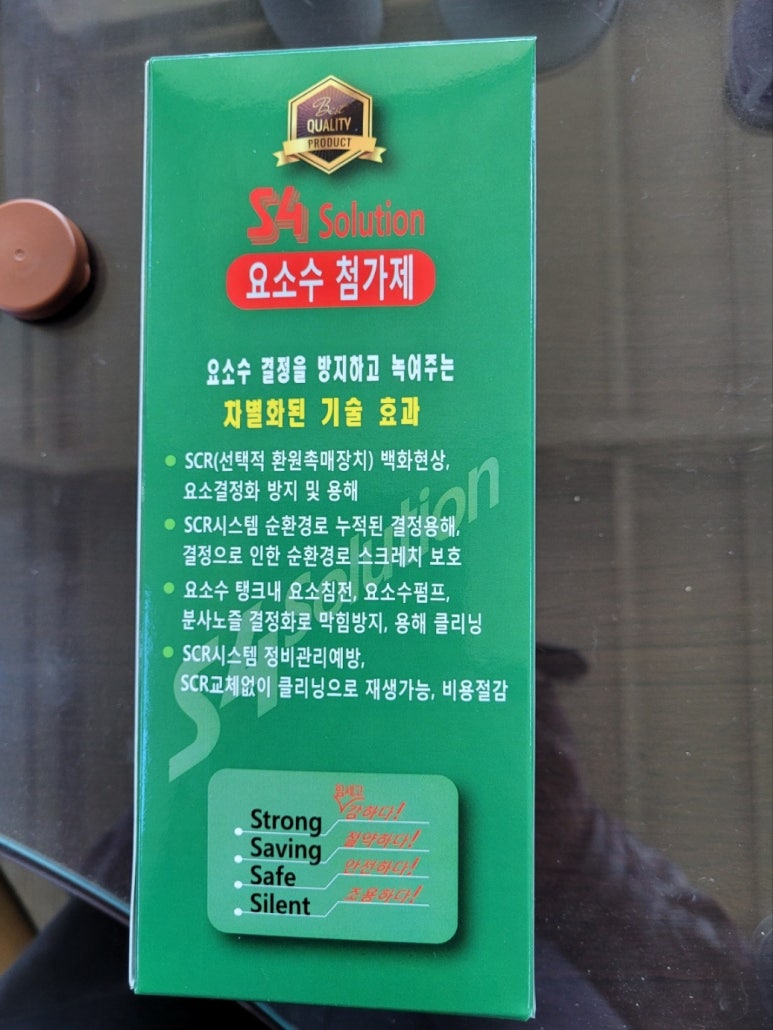 Best
QUALITY
PRODUCT
S4 Solution
요소수 첨가제
요소수 결정을 방지하고 녹여주는
차별화된 기술 효과
SCR(선택적 환원촉매장치) 백화현상,
요소결정화 방지 및 용해
SCR시스템 순환경로 누적된 결정용해,
결정으로 인한 순환경로 스크레치 보호
요소수 탱크내 요소침전, 요소수펌프,
분사노즐 결정화로 막힘방지, 용해 클리닝
SCR시스템 정비관리예방,
SCR교체없이 클리닝으로 재생가능, 비용절감
S4 Solution
힘세고
Strong 강하다!
Saving 절약하다!
Safe 안전하다!
Silent 조용하다!